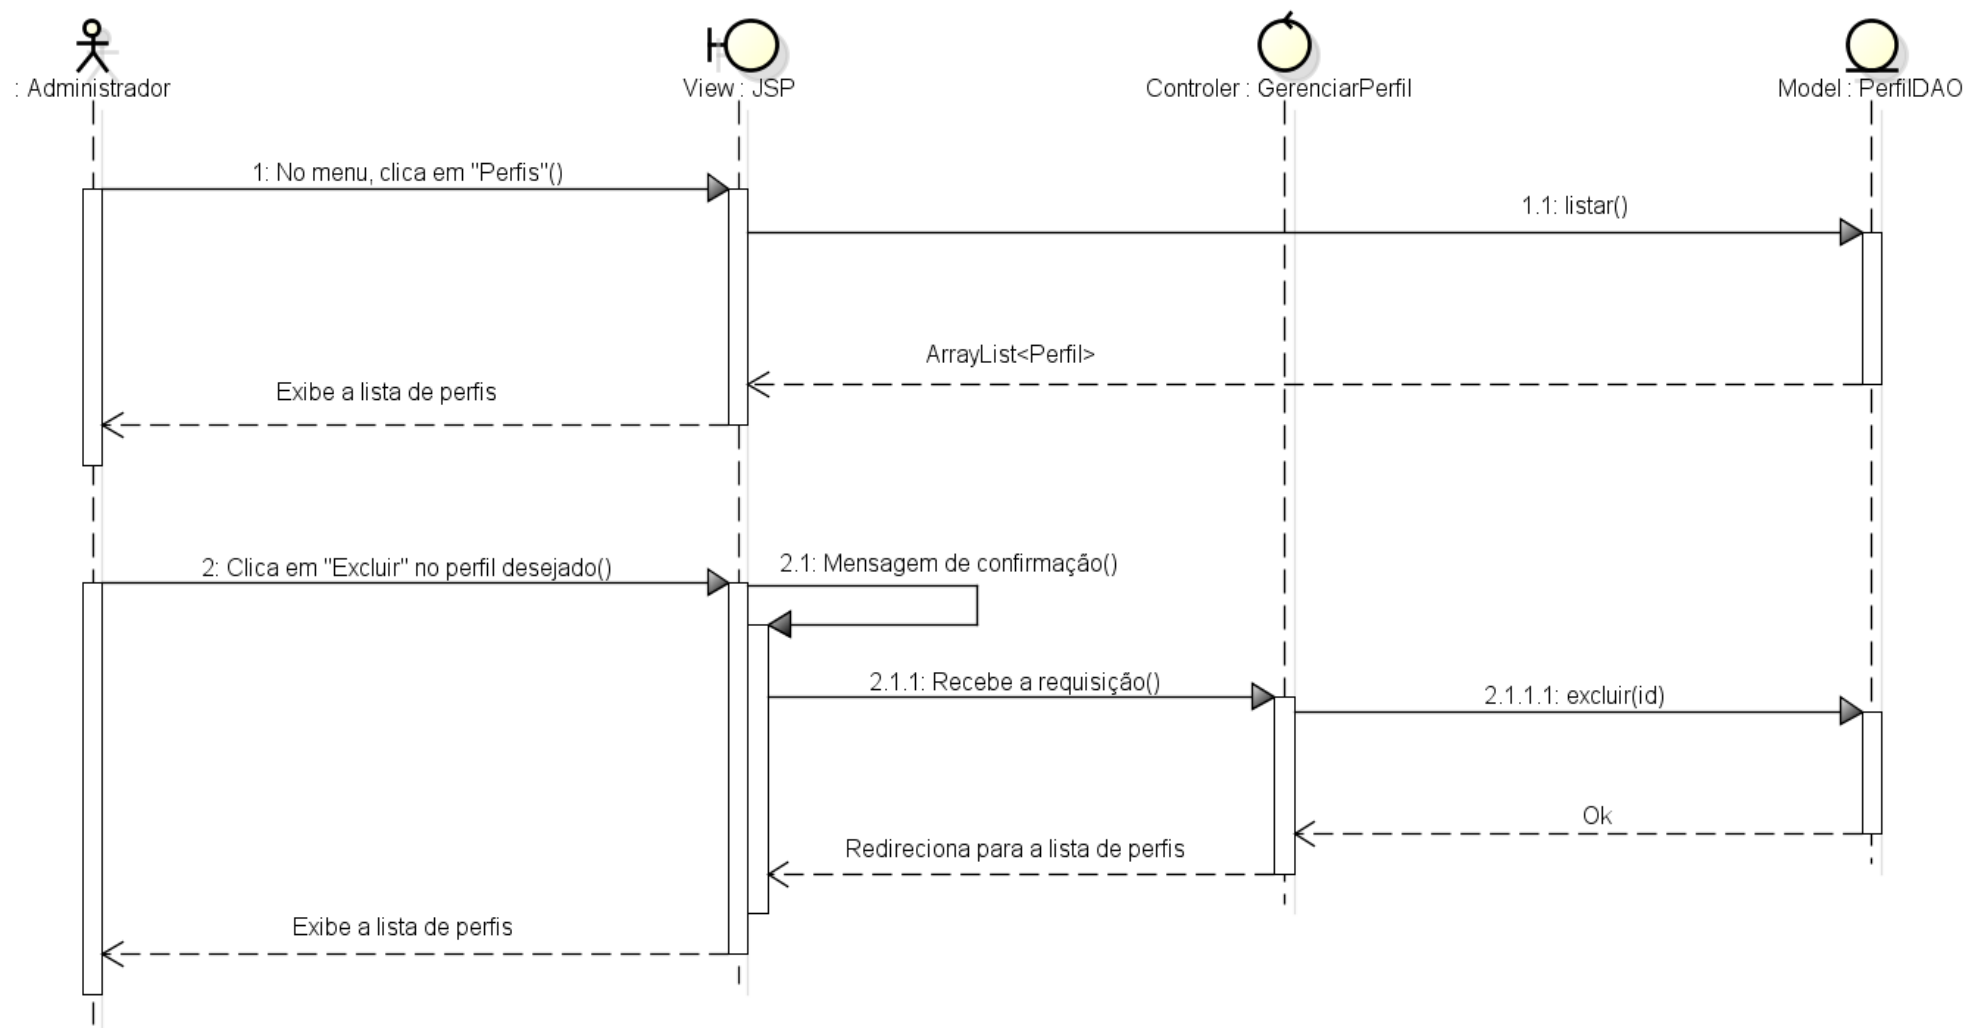 : Administrador
View : JSP
Controler : GerenciarPerfil
Model : PerfilDAO
1: No menu, clica em "Perfis"()
1.1: listar()
ArrayList<Perfil>
Exibe a lista de perfis
2: Clica em "Excluir" no perfil desejado()
2.1: Mensagem de confirmação()
2.1.1: Recebe a requisição()
2.1.1.1: excluir(id)
Ok
Redireciona para a lista de perfis
Exibe a lista de perfis